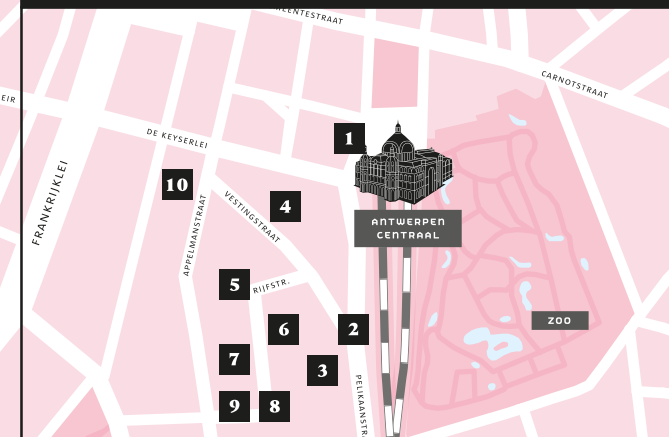 CARNOTSTRAAT
EIR
DE KEYSERLEI
1
FRANKRIJKLEI
10
APPELMANSTRAAT
VESTINGSTRAAT
4
ANTWERPEN
CENTRAAL
5
RIJFSTR.
6
2
ZOO
7
3
PELIKAANSTR
9
8